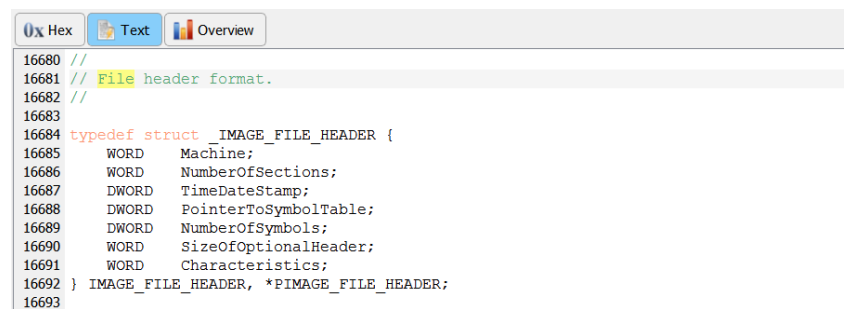 0x Hex Text Overview
16680 //
16681 // File header format.
16682 //
16683
16684 typedef struct _IMAGE_FILE_HEADER {
16685     WORD    Machine;
16686     WORD    NumberOfSections;
16687     DWORD   TimeDateStamp;
16688     DWORD   PointerToSymbolTable;
16689     DWORD   NumberOfSymbols;
16690     WORD    SizeOfOptionalHeader;
16691     WORD    Characteristics;
16692 } IMAGE_FILE_HEADER, *PIMAGE_FILE_HEADER;
16693